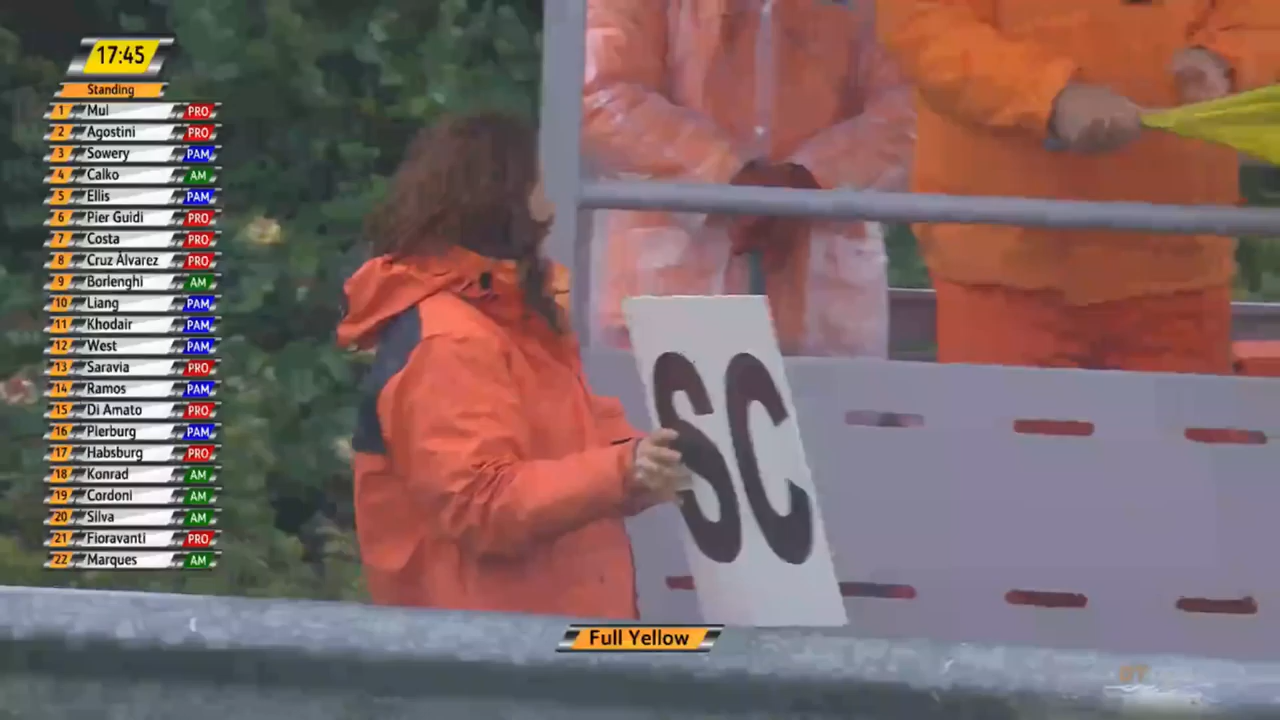 17:45
Standing
1 Mul PRO
2 Agostini PRO
3 Sowery PAM
4 Calko AM
5 Ellis PAM
6 Pier Guidi PRO
7 Costa PRO
8 Cruz Álvarez PRO
9 Borlenghi AM
10 Liang PAM
11 Khodair PAM
12 West PAM
13 Saravia PRO
14 Ramos PAM
15 Di Amato PRO
16 Pierburg PAM
17 Habsburg PRO
18 Konrad AM
19 Cordoni AM
20 Silva AM
21 Fioravanti PRO
22 Marques AM
SC
Full Yellow